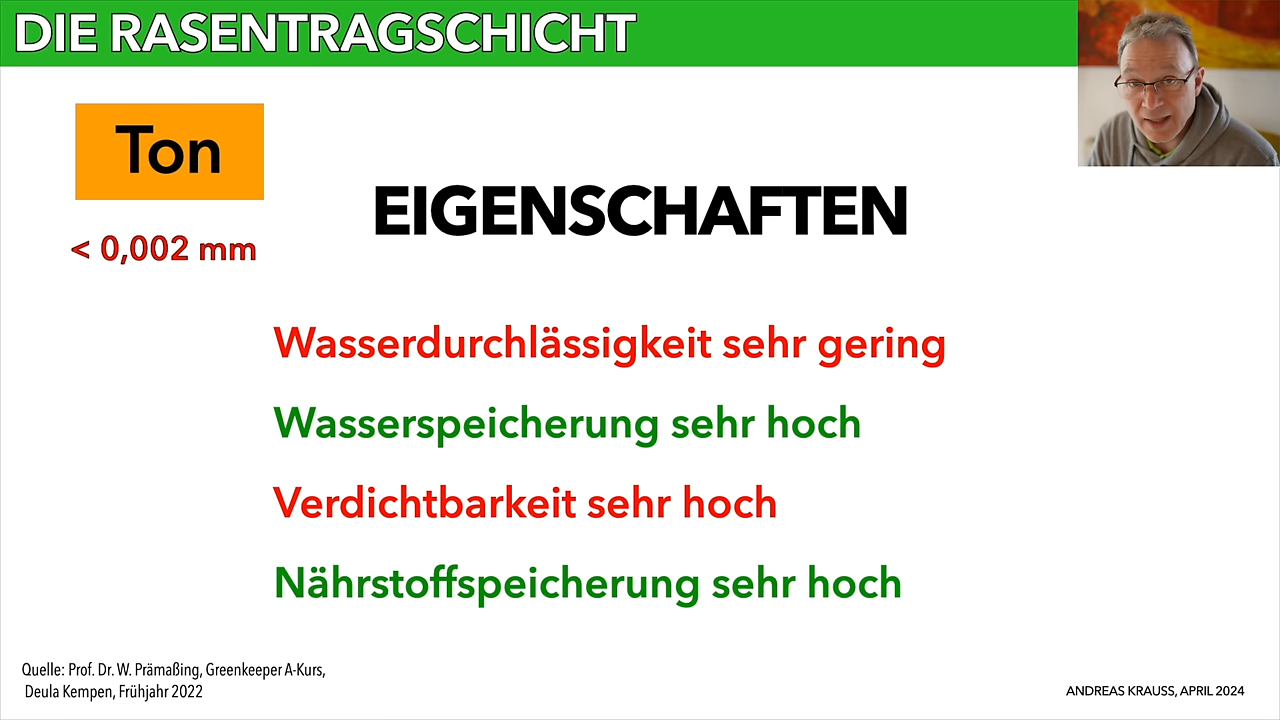 DIE RASENTRAGSCHICHT
Ton
< 0,002 mm
EIGENSCHAFTEN
Wasserdurchlässigkeit sehr gering
Wasserspeicherung sehr hoch
Verdichtbarkeit sehr hoch
Nährstoffspeicherung sehr hoch
Quelle: Prof. Dr. W. Prämaßing, Greenkeeper A-Kurs,
Deula Kempen, Frühjahr 2022
ANDREAS KRAUSS, APRIL 2024